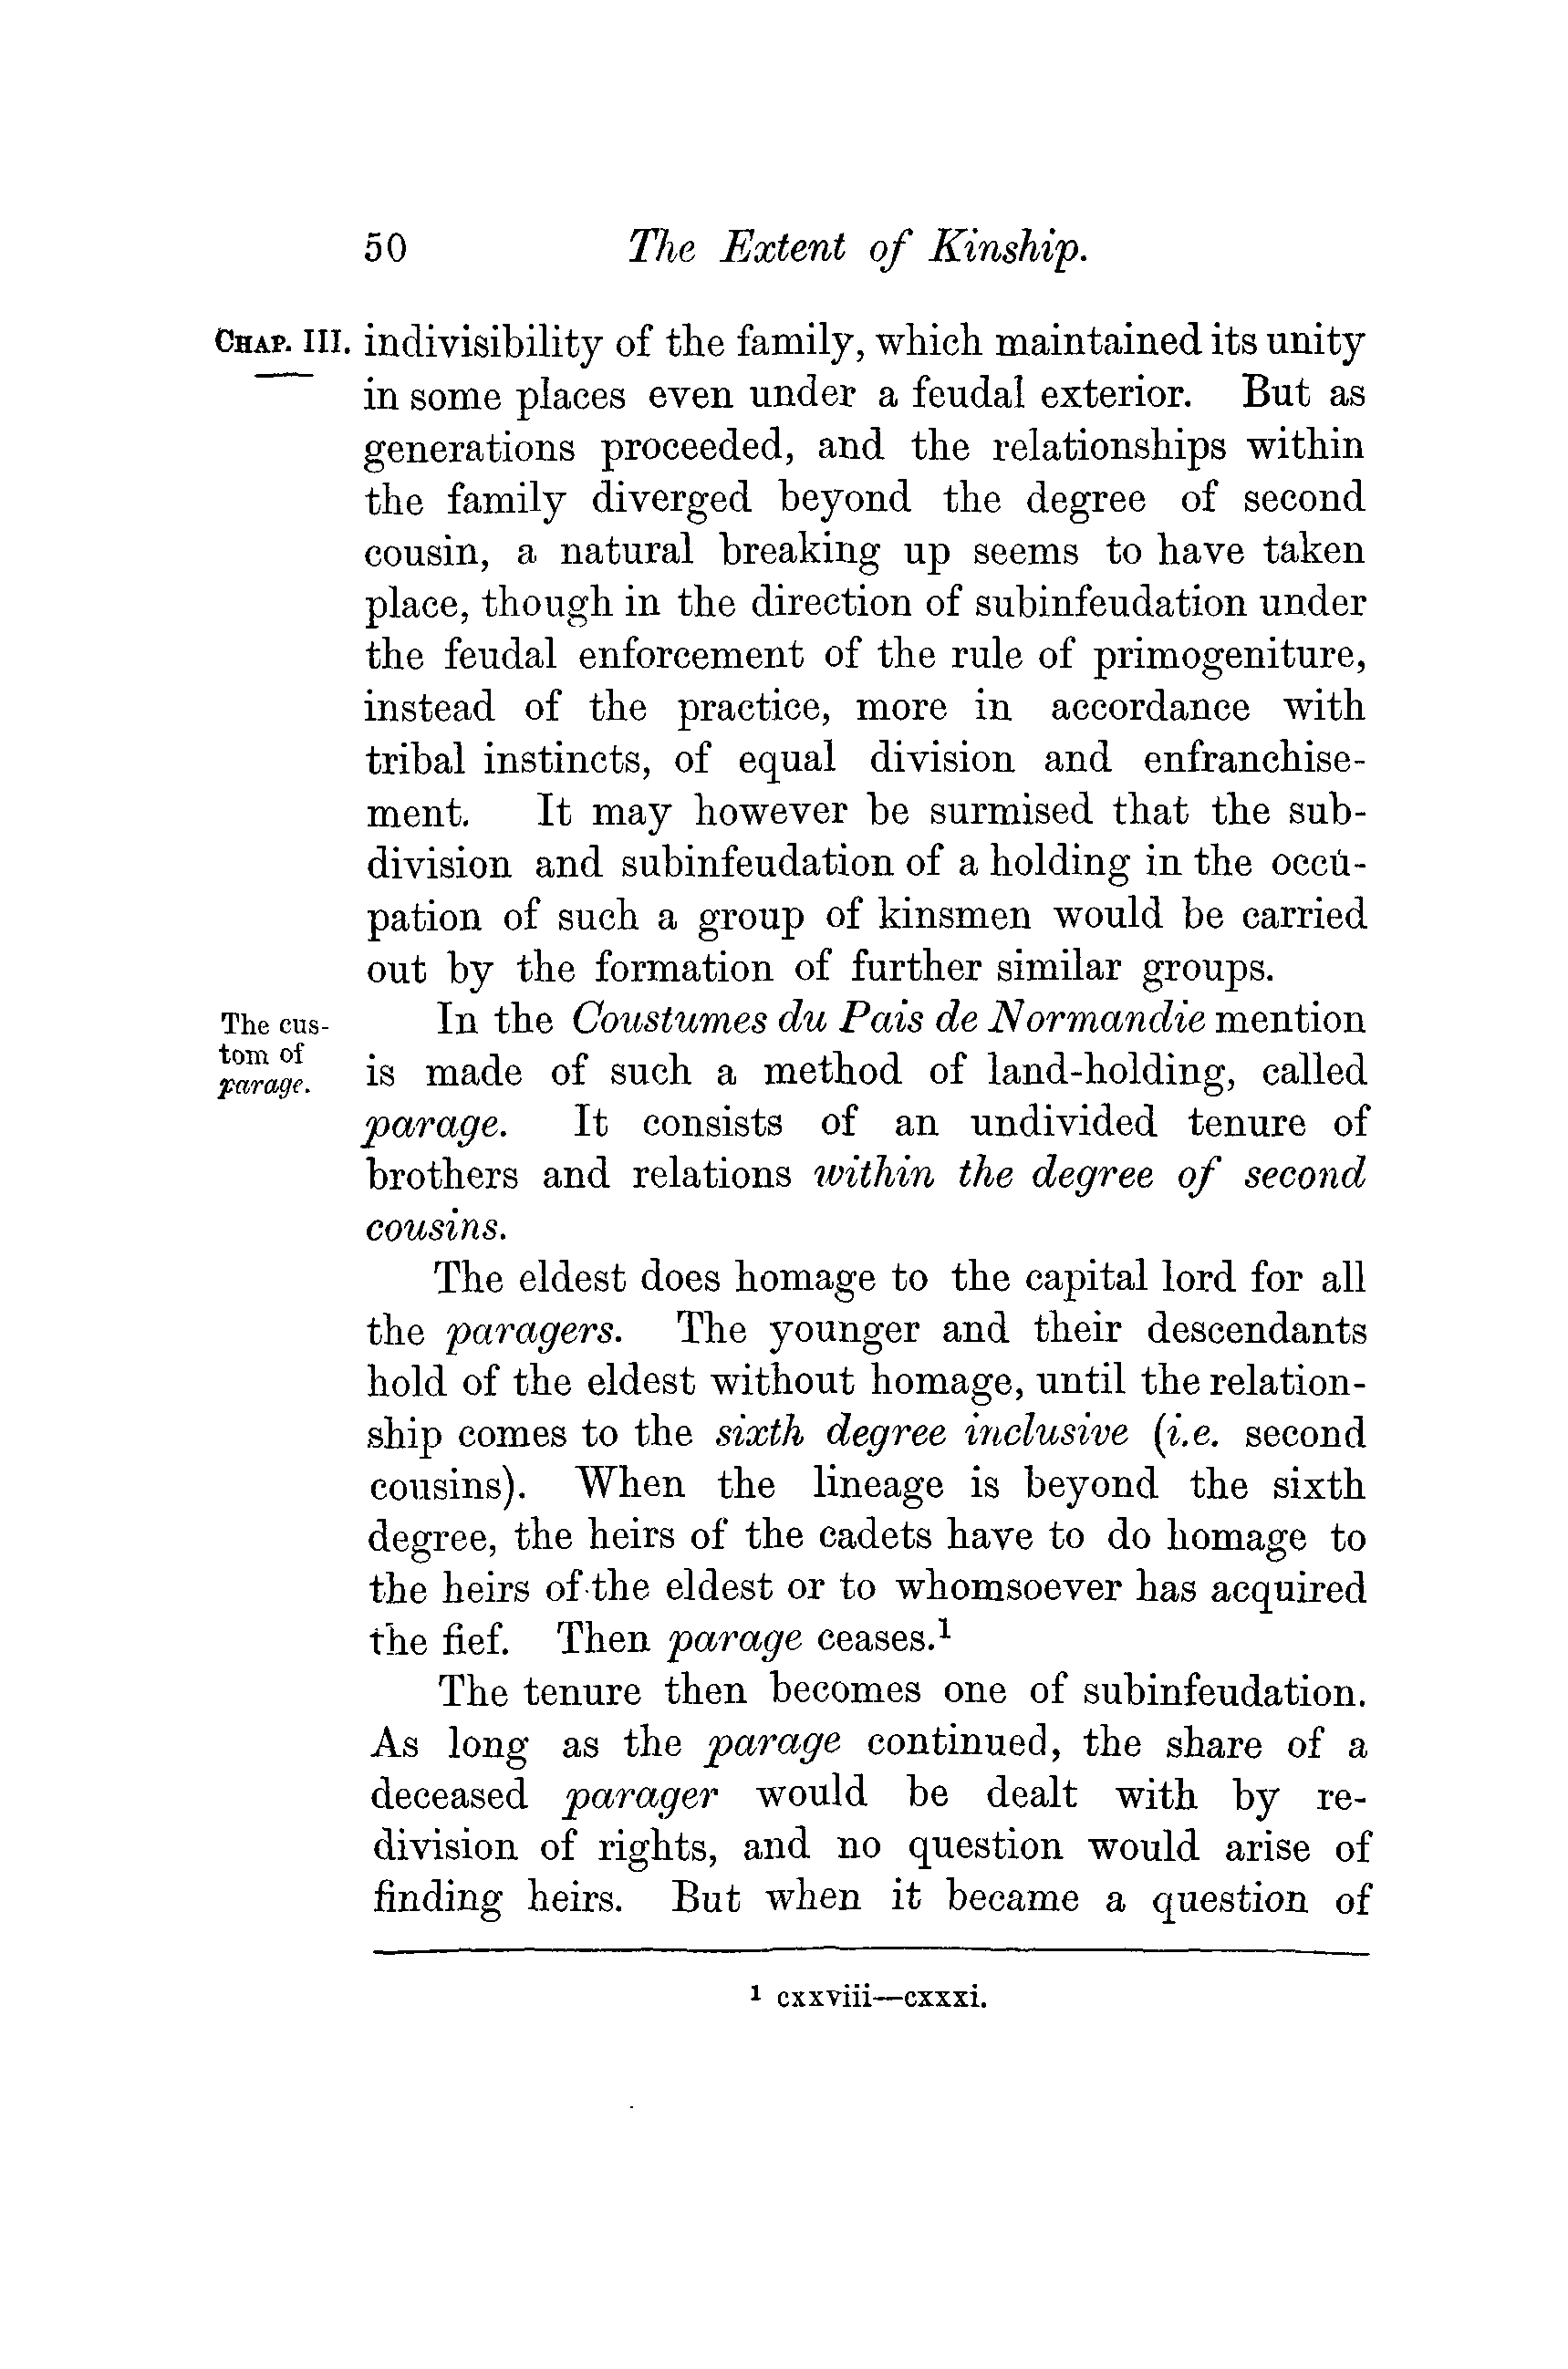 50 The Extent of Kinship.
CHAP. III. indivisibility of the family, which maintained its unity
in some places even under a feudal exterior. But as
generations proceeded, and the relationships within
the family diverged beyond the degree of second
cousin, a natural breaking up seems to have taken
place, though in the direction of subinfeudation under
the feudal enforcement of the rule of primogeniture,
instead of the practice, more in accordance with
tribal instincts, of equal division and enfranchise-
ment. It may however be surmised that the sub-
division and subinfeudation of a holding in the occu-
pation of such a group of kinsmen would be carried
out by the formation of further similar groups.
The cus-
tom of
parage.
In the Coustumes du Pais de Normandie mention
is made of such a method of land-holding, called
parage. It consists of an undivided tenure of
brothers and relations within the degree of second
cousins.
The eldest does homage to the capital lord for all
the paragers. The younger and their descendants
hold of the eldest without homage, until the relation-
ship comes to the sixth degree inclusive (i.e. second
cousins). When the lineage is beyond the sixth
degree, the heirs of the cadets have to do homage to
the heirs of the eldest or to whomsoever has acquired
the fief. Then parage ceases.¹
The tenure then becomes one of subinfeudation.
As long as the parage continued, the share of a
deceased parager would be dealt with by re-
division of rights, and no question would arise of
finding heirs. But when it became a question of
¹ cxxviii—cxxxi.